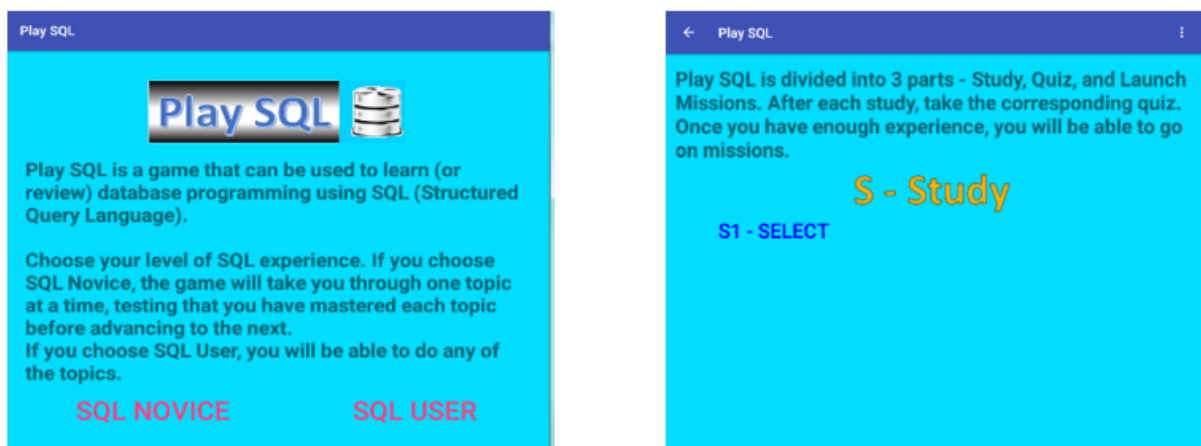 Play SQL
Play SQL
Play SQL is a game that can be used to learn (or
review) database programming using SQL (Structured
Query Language).
Choose your level of SQL experience. If you choose
SQL Novice, the game will take you through one topic
at a time, testing that you have mastered each topic
before advancing to the next.
If you choose SQL User, you will be able to do any of
the topics.
SQL NOVICE
SQL USER
Play SQL
Play SQL is divided into 3 parts - Study, Quiz, and Launch
Missions. After each study, take the corresponding quiz.
Once you have enough experience, you will be able to go
on missions.
S - Study
S1 - SELECT